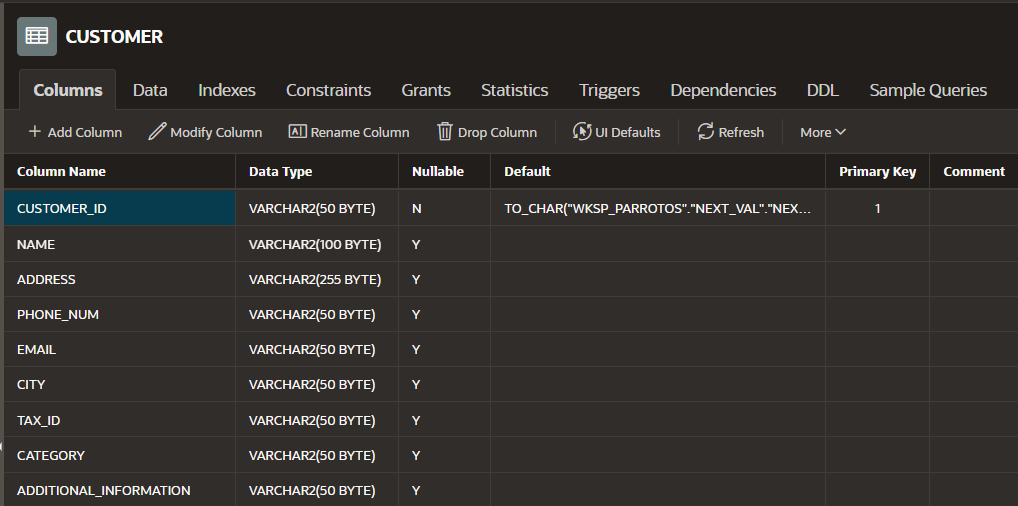 CUSTOMER
Columns Data Indexes Constraints Grants Statistics Triggers Dependencies DDL Sample Queries
+ Add Column Modify Column Rename Column Drop Column UI Defaults Refresh More
Column Name Data Type Nullable Default Primary Key Comment
CUSTOMER_ID VARCHAR2(50 BYTE) N TO_CHAR("WKSP_PARROTOS"."NEXT_VAL"."NEX... 1
NAME VARCHAR2(100 BYTE) Y
ADDRESS VARCHAR2(255 BYTE) Y
PHONE_NUM VARCHAR2(50 BYTE) Y
EMAIL VARCHAR2(50 BYTE) Y
CITY VARCHAR2(50 BYTE) Y
TAX_ID VARCHAR2(50 BYTE) Y
CATEGORY VARCHAR2(50 BYTE) Y
ADDITIONAL_INFORMATION VARCHAR2(50 BYTE) Y